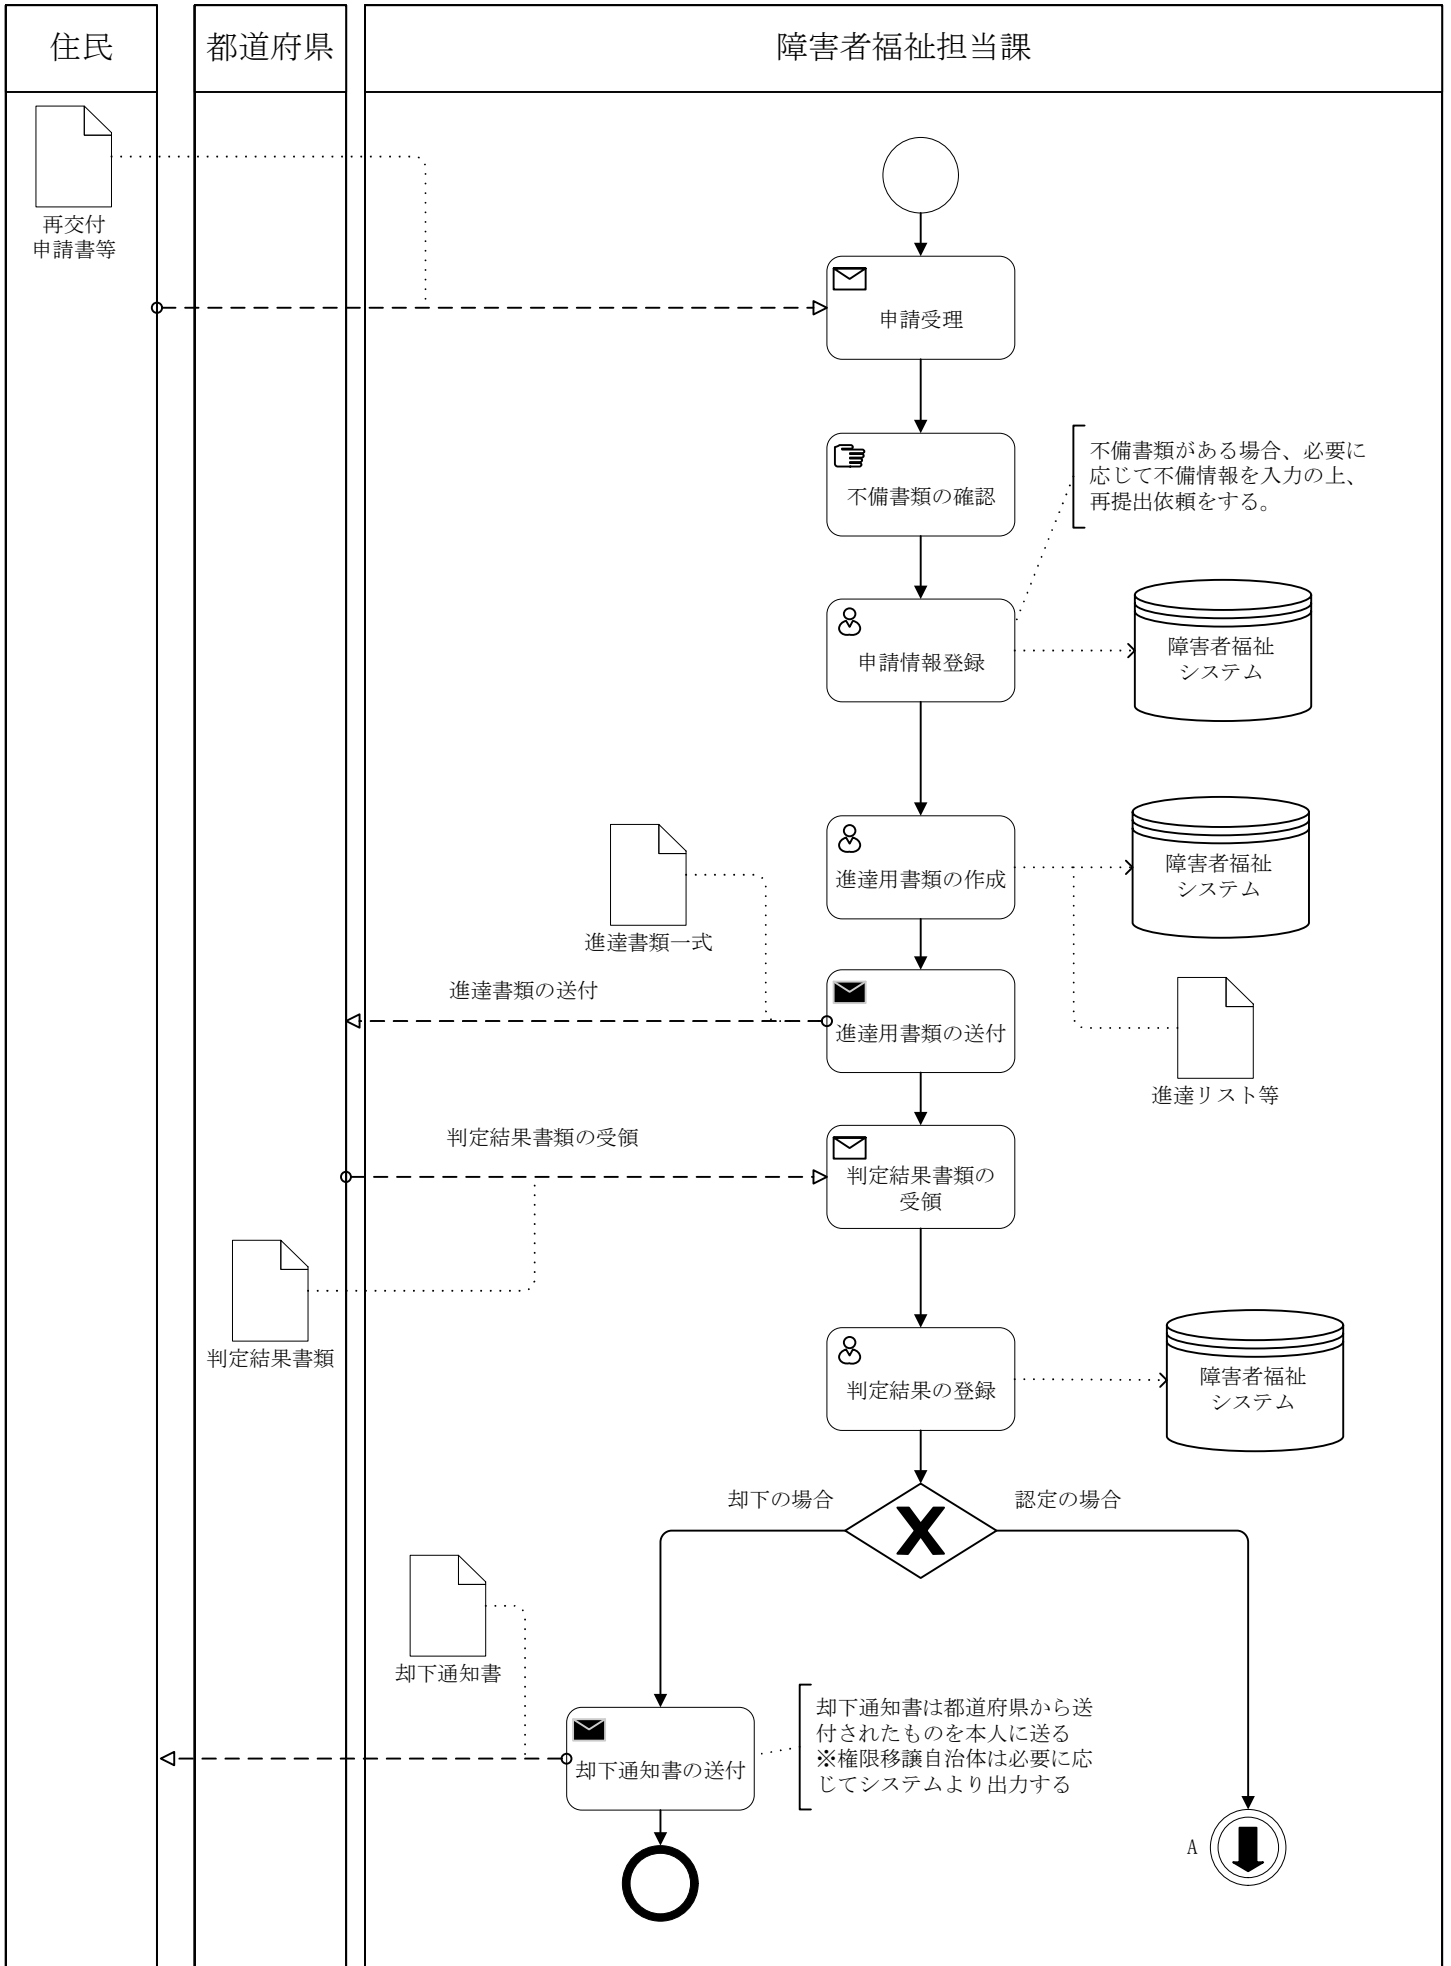 住民
都道府県
障害者福祉担当課
再交付
申請書等
申請受理
不備書類の確認
不備書類がある場合、必要に
応じて不備情報を入力の上、
再提出依頼をする。
申請情報登録
障害者福祉
システム
進達用書類の作成
障害者福祉
システム
進達書類一式
進達書類の送付
進達用書類の送付
進達リスト等
判定結果書類の受領
判定結果書類の
受領
判定結果書類
判定結果の登録
障害者福祉
システム
却下の場合
認定の場合
却下通知書
却下通知書の送付
却下通知書は都道府県から送
付されたものを本人に送る
※権限移譲自治体は必要に応
じてシステムより出力する
A